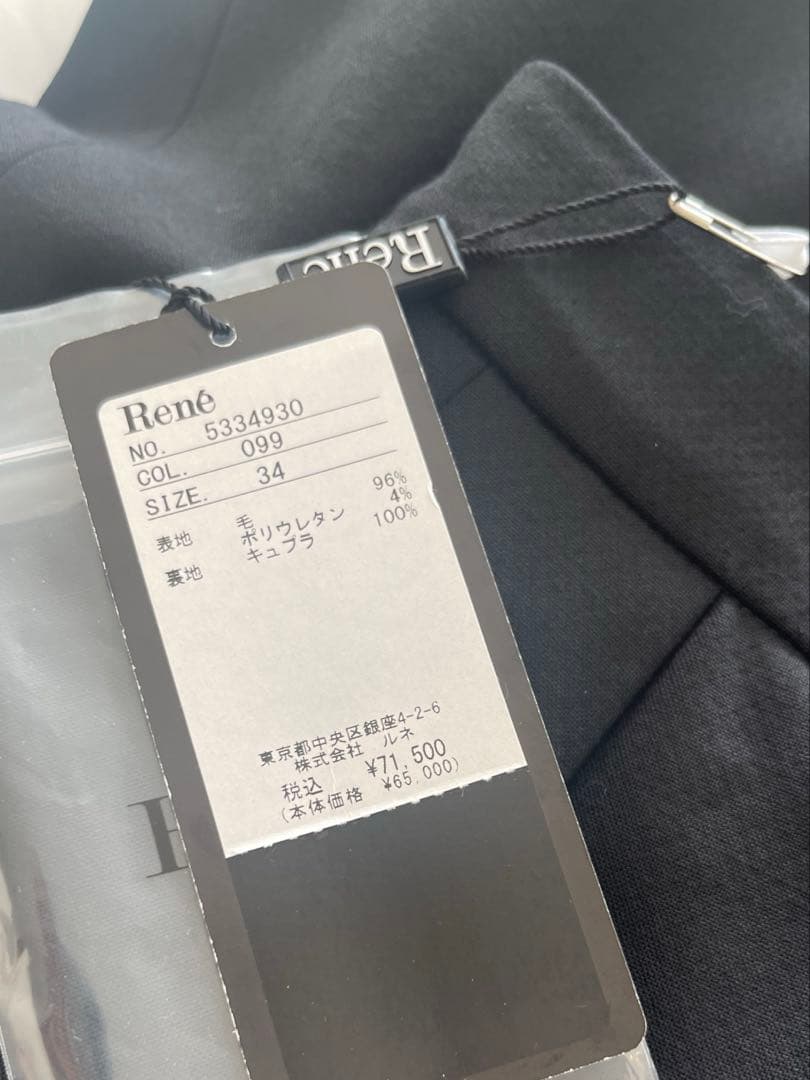 René
René
NO. 5334930
COL. 099
SIZE. 34
表地 毛 96%
ポリウレタン 4%
裏地 キュプラ 100%
東京都中央区銀座4-2-6
株式会社 ルネ
税込 ¥71,500
(本体価格 ¥65,000)